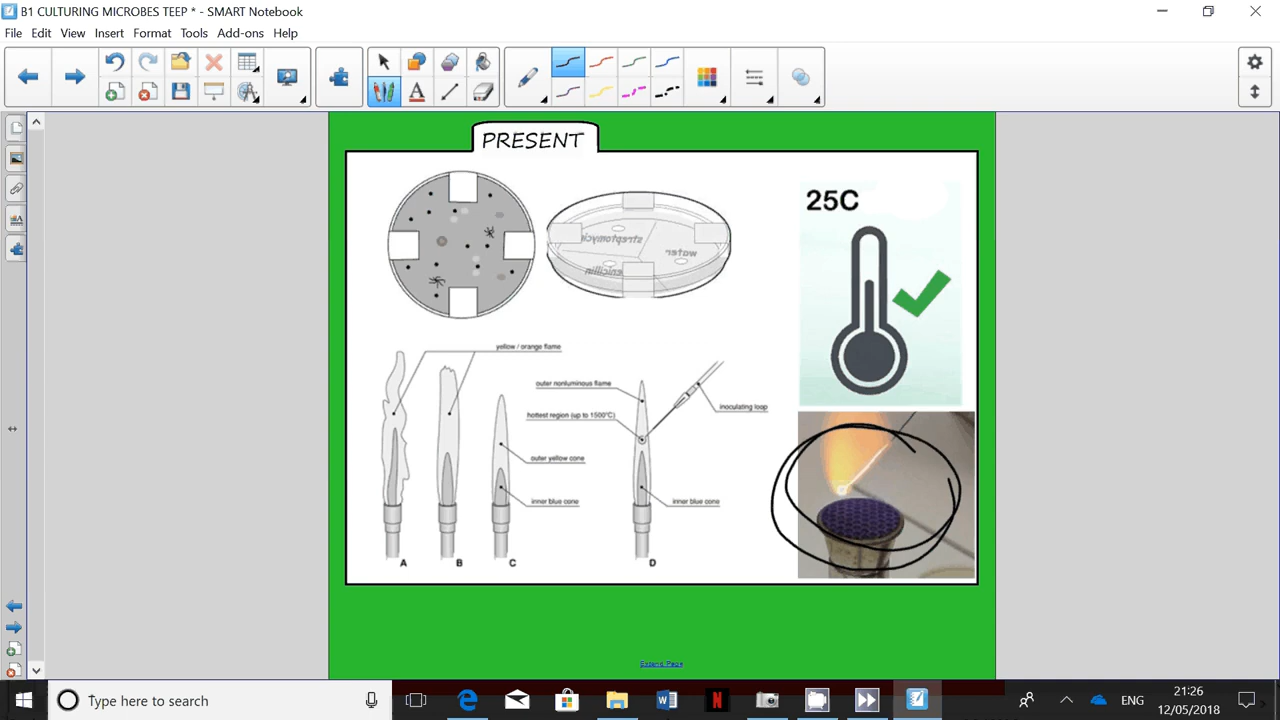 B1 CULTURING MICROBES TEEP * - SMART Notebook
File Edit View Insert Format Tools Add-ons Help
PRESENT
25C
streptomycin
water
yellow / orange flame
outer nonluminous flame
hottest region (up to 1500°C)
inoculating loop
outer yellow cone
inner blue cone
inner blue cone
A B C D
Extend Page
Type here to search
ENG
21:26
12/05/2018